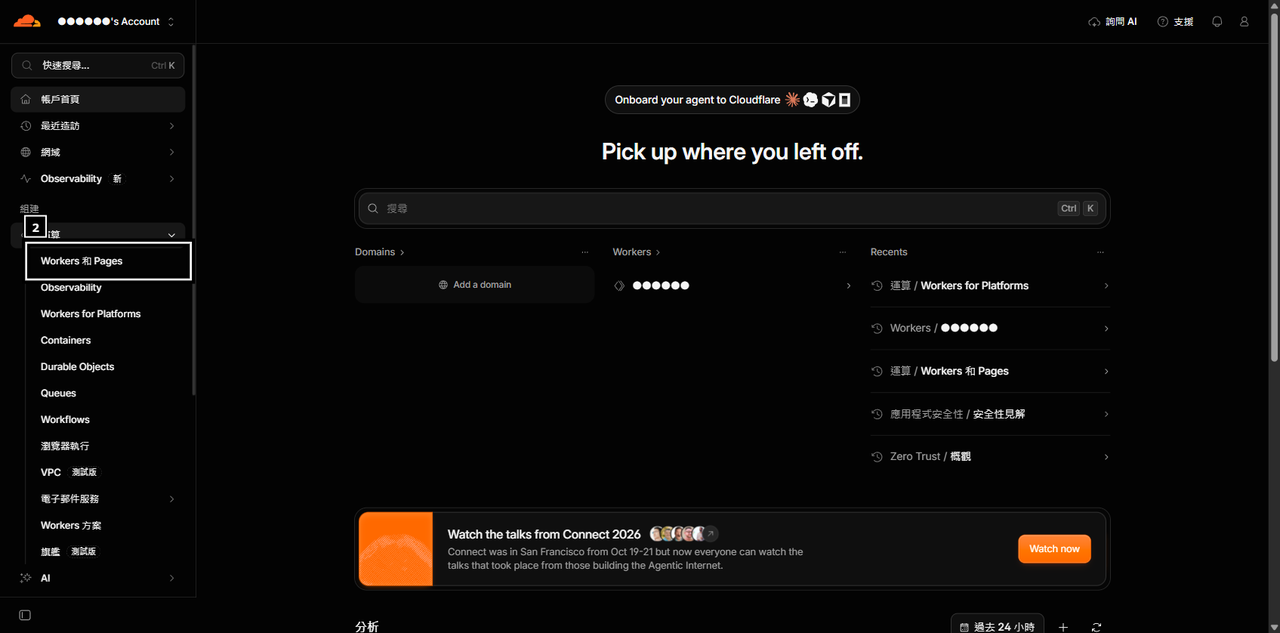 ●●●●●●'s Account
詢問 AI
支援
快速搜尋... Ctrl K
帳戶首頁
最近造訪
網域
Observability 新
組建
2
運算
Workers 和 Pages
Observability
Workers for Platforms
Containers
Durable Objects
Queues
Workflows
瀏覽器執行
VPC 測試版
電子郵件服務
Workers 方案
旗艦 測試版
AI
Onboard your agent to Cloudflare
Pick up where you left off.
搜尋 Ctrl K
Domains
Add a domain
Workers
●●●●●●
Recents
運算 / Workers for Platforms
Workers / ●●●●●●
運算 / Workers 和 Pages
應用程式安全性 / 安全性見解
Zero Trust / 概觀
Watch the talks from Connect 2026
Connect was in San Francisco from Oct 19-21 but now everyone can watch the
talks that took place from those building the Agentic Internet.
Watch now
分析
過去 24 小時